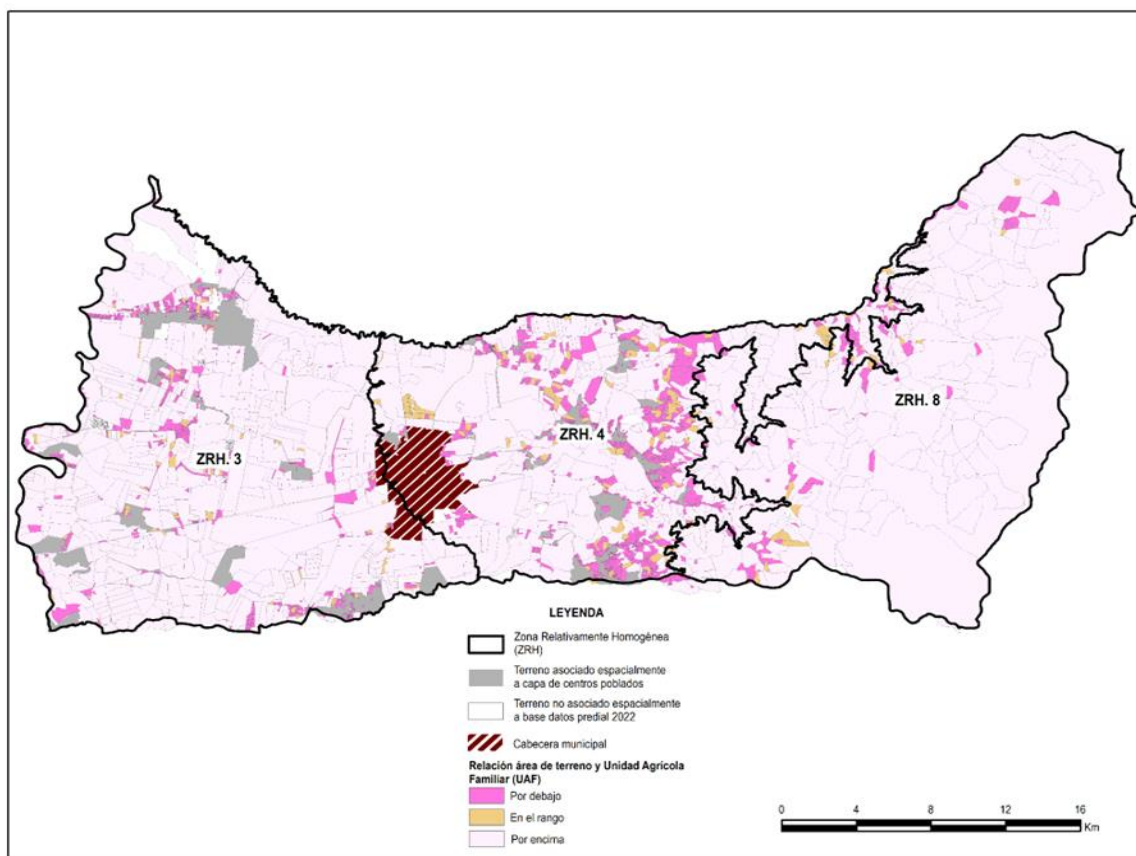 ZRH. 3
ZRH. 4
ZRH. 8
LEYENDA
Zona Relativamente Homogénea
(ZRH)
Terreno asociado espacialmente
a capa de centros poblados
Terreno no asociado espacialmente
a base datos predial 2022
Cabecera municipal
Relación área de terreno y Unidad Agrícola
Familiar (UAF)
Por debajo
En el rango
Por encima
0 4 8 12 16
Km